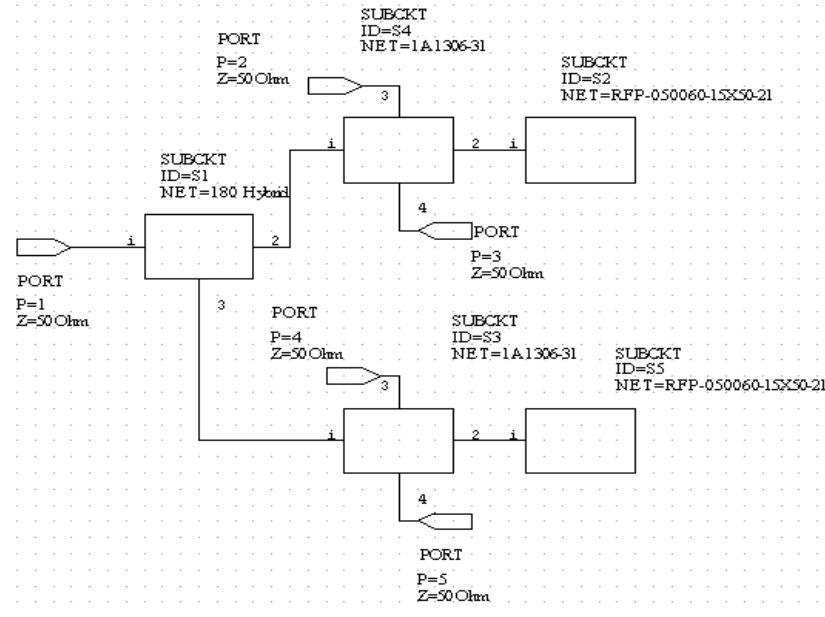 SUBCKT
ID=S4
NET=1A1306-31
PORT
P=2
Z=50 Ohm
3
SUBCKT
ID=S2
NET=RFP-050060-15X50-21
i
2
i
SUBCKT
ID=S1
NET=180 Hybrid
4
PORT
P=3
Z=50 Ohm
i
2
PORT
P=1
Z=50 Ohm
3
PORT
P=4
Z=50 Ohm
3
SUBCKT
ID=S3
NET=1A1306-31
SUBCKT
ID=S5
NET=RFP-050060-15X50-21
i
2
i
4
PORT
P=5
Z=50 Ohm